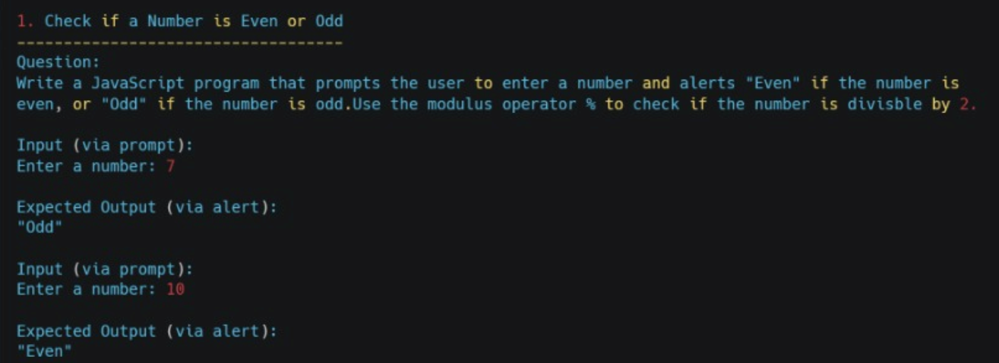 1. Check if a Number is Even or Odd
-----------------------------------
Question:
Write a JavaScript program that prompts the user to enter a number and alerts "Even" if the number is
even, or "Odd" if the number is odd.Use the modulus operator % to check if the number is divisble by 2.
Input (via prompt):
Enter a number: 7
Expected Output (via alert):
"Odd"
Input (via prompt):
Enter a number: 10
Expected Output (via alert):
"Even"